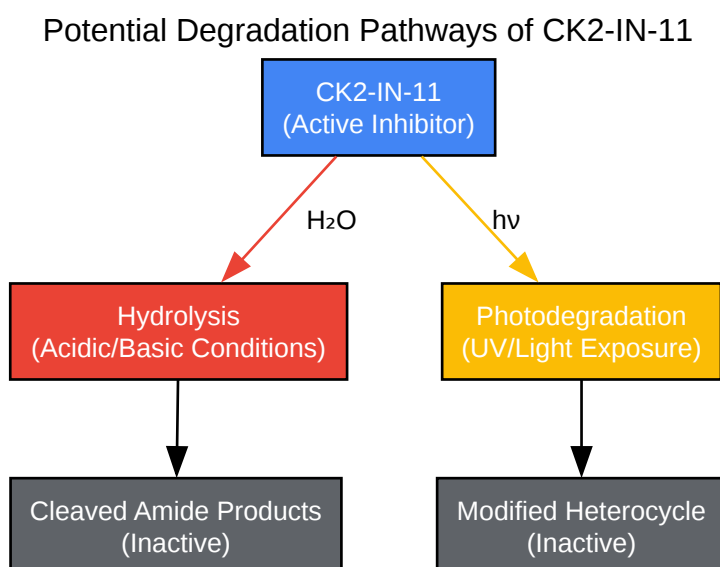 Potential Degradation Pathways of CK2-IN-11
CK2-IN-11
(Active Inhibitor)
H₂O
hν
Hydrolysis
(Acidic/Basic Conditions)
Photodegradation
(UV/Light Exposure)
Cleaved Amide Products
(Inactive)
Modified Heterocycle
(Inactive)